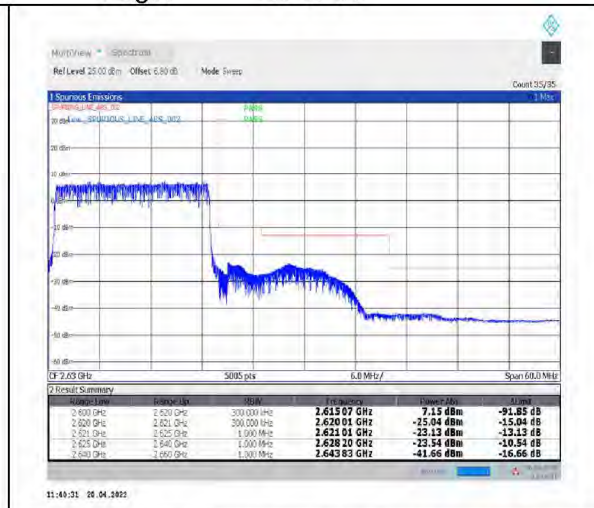 MultiView Spectrum
Ref Level 25.00 dBm Offset 6.80 dB Mode Sweep
Count 35/35
1 Spurious Emissions
PASS
PASS
20 dBm
10 dBm
-10 dBm
-20 dBm
-30 dBm
-40 dBm
-50 dBm
-60 dBm
CF 2.63 GHz 5005 pts 6.0 MHz/ Span 60.0 MHz
2 Result Summary
Range Low Range Up RBW Frequency Power Abs ΔLimit
2.600 GHz 2.620 GHz 300.000 kHz 2.61507 GHz 7.15 dBm -91.85 dB
2.620 GHz 2.621 GHz 300.000 kHz 2.62001 GHz -25.04 dBm -15.04 dB
2.621 GHz 2.625 GHz 1.000 MHz 2.62101 GHz -23.13 dBm -13.13 dB
2.625 GHz 2.640 GHz 1.000 MHz 2.62820 GHz -23.54 dBm -10.54 dB
2.640 GHz 2.660 GHz 1.000 MHz 2.64383 GHz -41.66 dBm -16.66 dB
11:40:31 20.04.2022